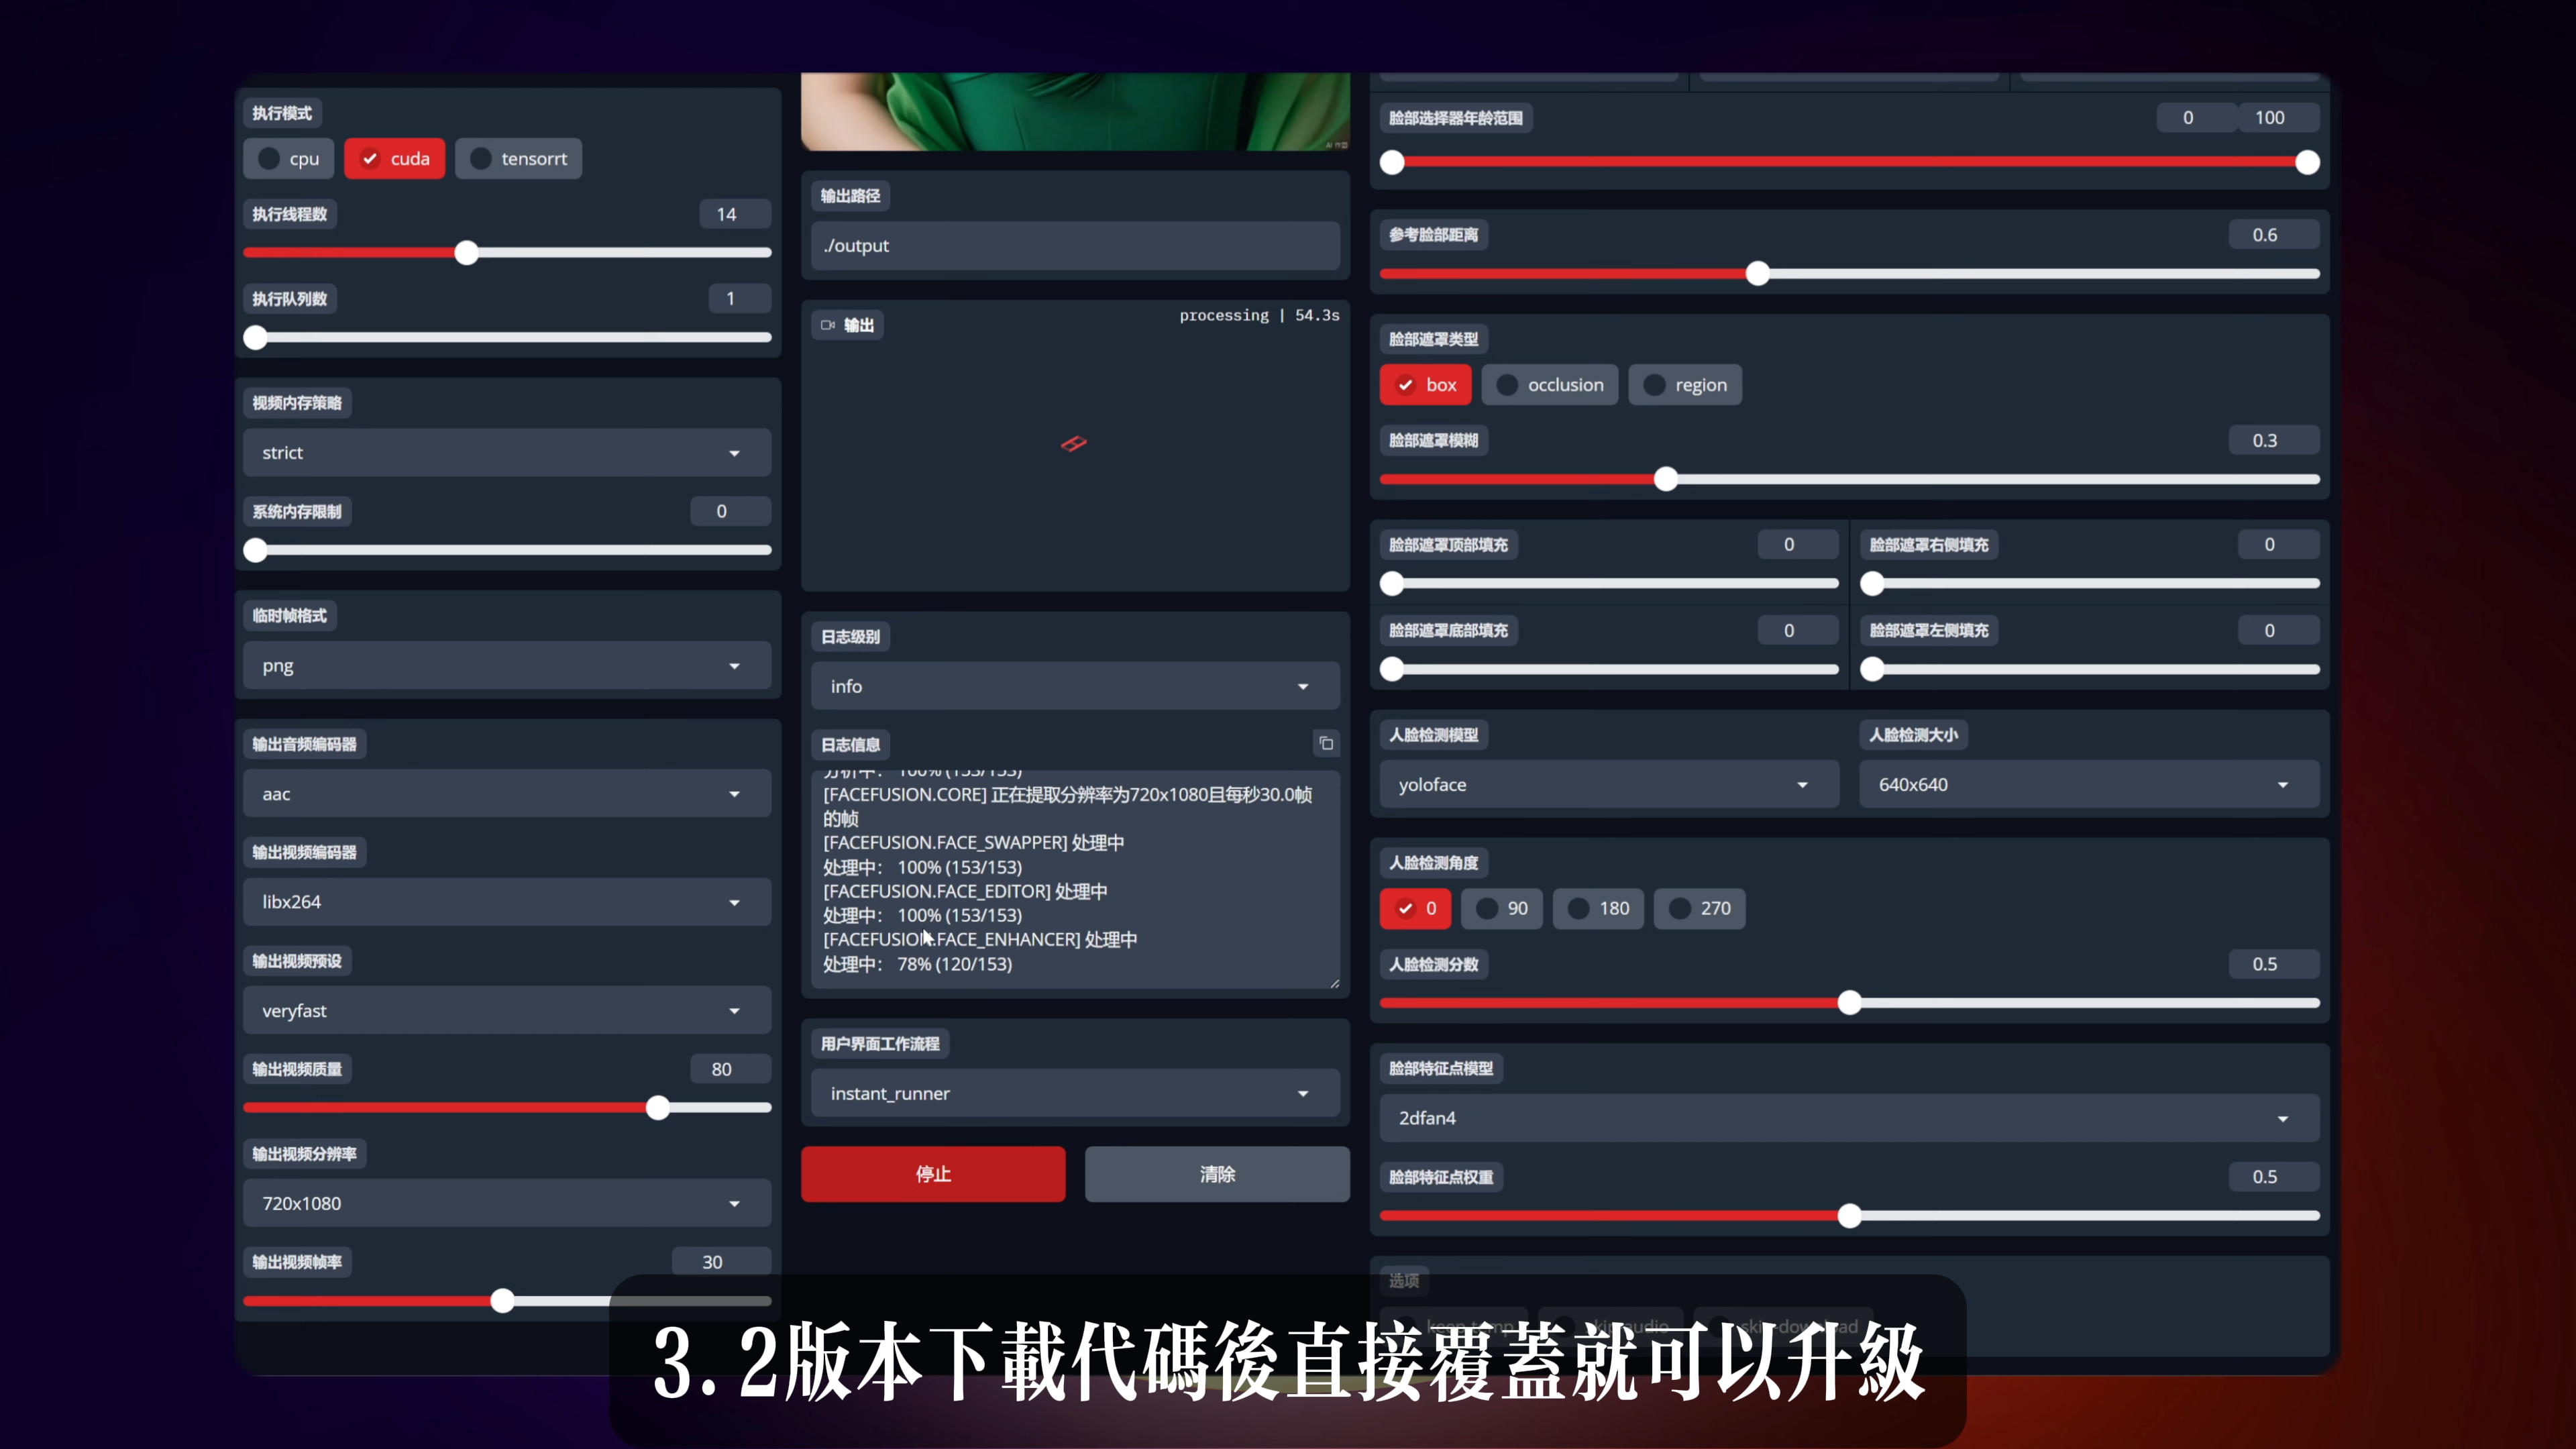 执行模式
cpu
cuda
tensorrt
执行线程数
14
执行队列数
1
视频内存策略
strict
系统内存限制
0
临时帧格式
png
输出音频编码器
aac
输出视频编码器
libx264
输出视频预设
veryfast
输出视频质量
80
输出视频分辨率
720x1080
输出视频帧率
30
输出路径
./output
输出
processing | 54.3s
日志级别
info
日志信息
分析中： 100% (153/153)
[FACEFUSION.CORE] 正在提取分辨率为720x1080且每秒30.0帧
的帧
[FACEFUSION.FACE_SWAPPER] 处理中
处理中： 100% (153/153)
[FACEFUSION.FACE_EDITOR] 处理中
处理中： 100% (153/153)
[FACEFUSION.FACE_ENHANCER] 处理中
处理中： 78% (120/153)
用户界面工作流程
instant_runner
停止
清除
脸部选择器年龄范围
0
100
参考脸部距离
0.6
脸部遮罩类型
box
occlusion
region
脸部遮罩模糊
0.3
脸部遮罩顶部填充
0
脸部遮罩右侧填充
0
脸部遮罩底部填充
0
脸部遮罩左侧填充
0
人脸检测模型
yoloface
人脸检测大小
640x640
人脸检测角度
0
90
180
270
人脸检测分数
0.5
脸部特征点模型
2dfan4
脸部特征点权重
0.5
选项
3.2版本下載代碼後直接覆蓋就可以升級